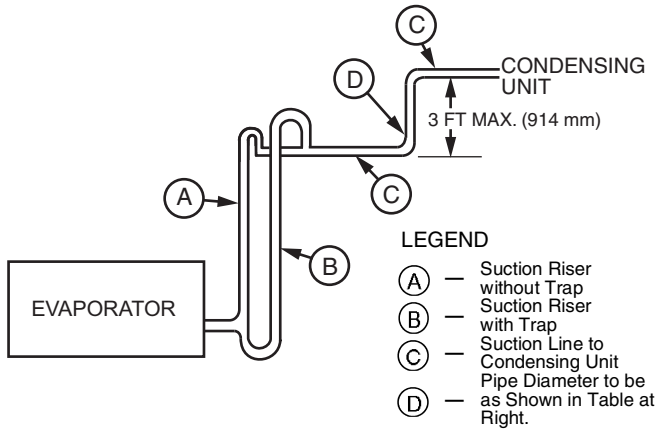 C
CONDENSING
UNIT
D
3 FT MAX. (914 mm)
A
C
B
EVAPORATOR
LEGEND
A — Suction Riser
without Trap
B — Suction Riser
with Trap
C — Suction Line to
Condensing Unit
D — Pipe Diameter to be
as Shown in Table at
Right.